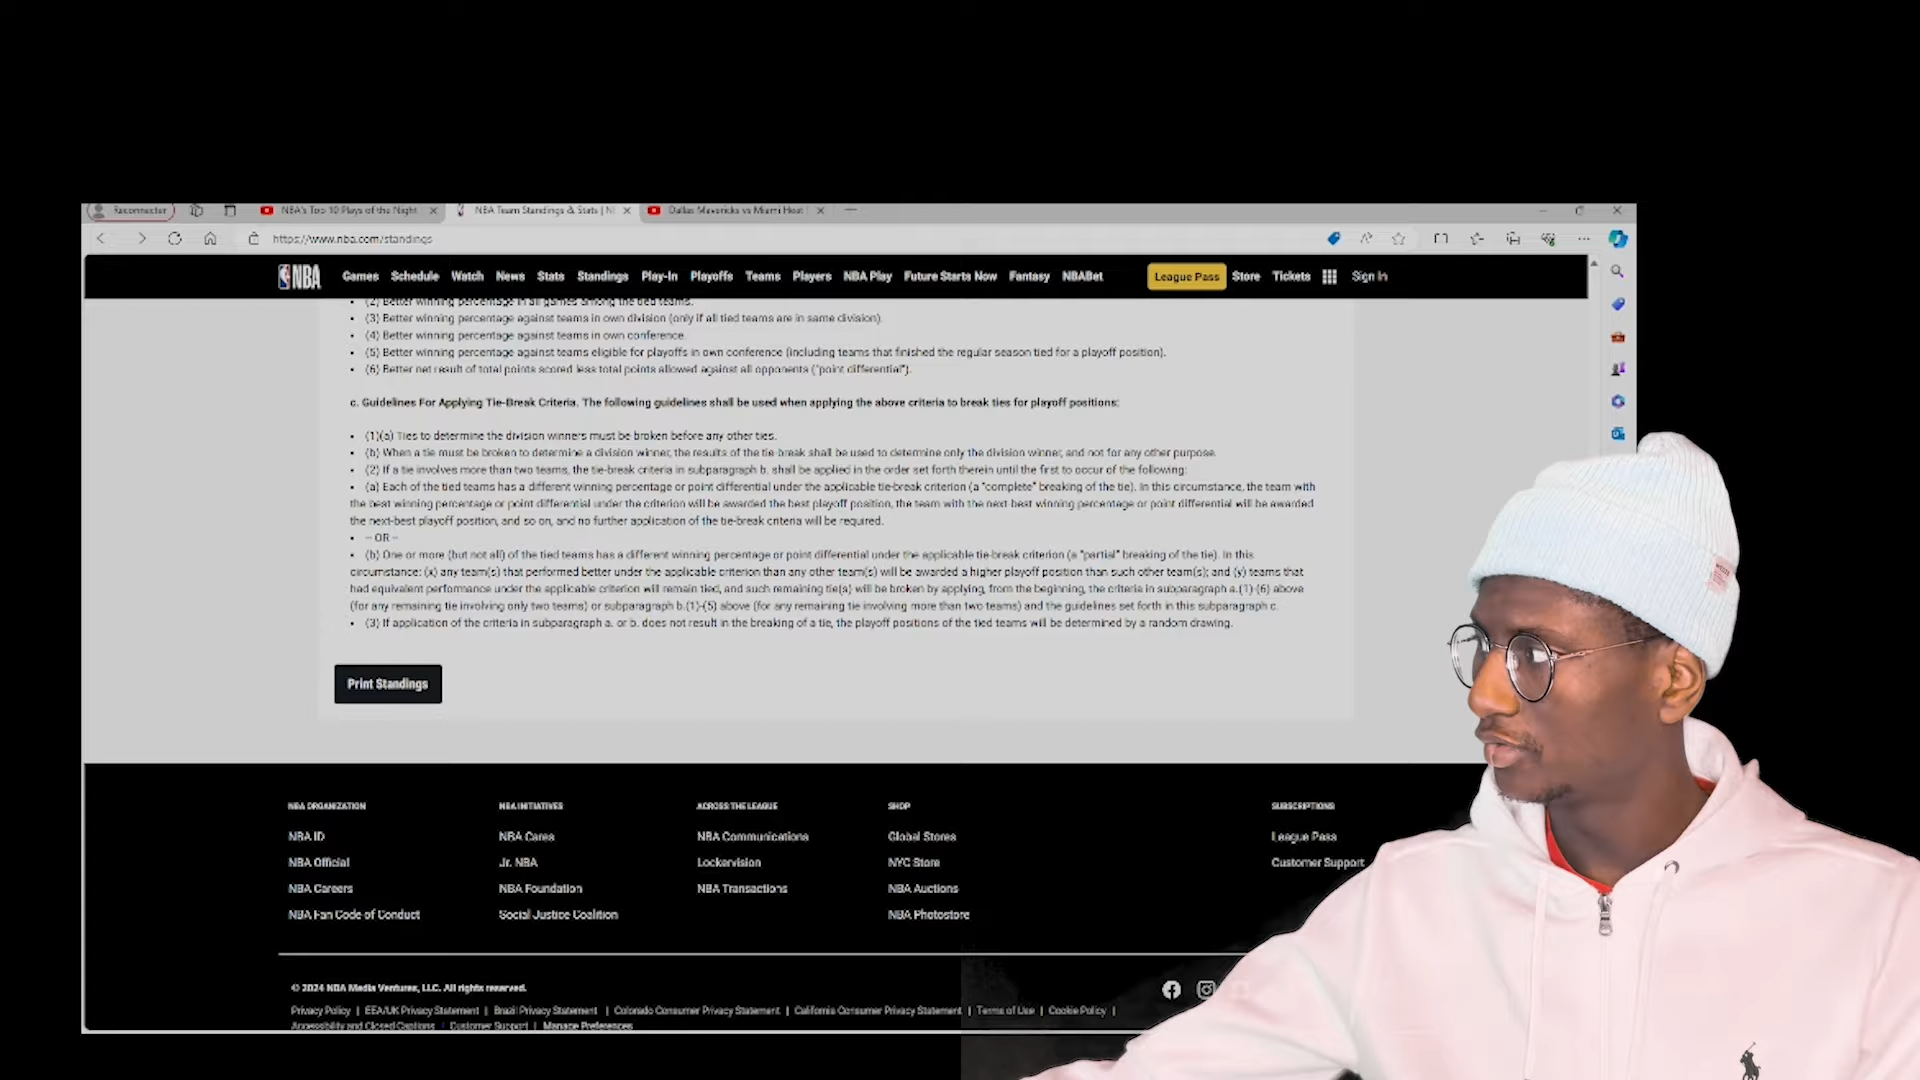 Reconnecter
NBA's Top 10 Plays of the Night
NBA Team Standings & Stats | N
Dallas Mavericks vs Miami Heat
https://www.nba.com/standings
NBA Games Schedule Watch News Stats Standings Play-In Playoffs Teams Players NBA Play Future Starts Now Fantasy NBABet League Pass Store Tickets Sign In
(2) Better winning percentage in all games among the tied teams.
• (3) Better winning percentage against teams in own division (only if all tied teams are in same division).
• (4) Better winning percentage against teams in own conference.
• (5) Better winning percentage against teams eligible for playoffs in own conference (including teams that finished the regular season tied for a playoff position).
• (6) Better net result of total points scored less total points allowed against all opponents ("point differential").
c. Guidelines For Applying Tie-Break Criteria. The following guidelines shall be used when applying the above criteria to break ties for playoff positions:
• (1)(a) Ties to determine the division winners must be broken before any other ties.
• (b) When a tie must be broken to determine a division winner, the results of the tie-break shall be used to determine only the division winner, and not for any other purpose.
• (2) If a tie involves more than two teams, the tie-break criteria in subparagraph b. shall be applied in the order set forth therein until the first to occur of the following:
• (a) Each of the tied teams has a different winning percentage or point differential under the applicable tie-break criterion (a "complete" breaking of the tie). In this circumstance, the team with
the best winning percentage or point differential under the criterion will be awarded the best playoff position, the team with the next best winning percentage or point differential will be awarded
the next-best playoff position, and so on, and no further application of the tie-break criteria will be required.
• -- OR --
• (b) One or more (but not all) of the tied teams has a different winning percentage or point differential under the applicable tie-break criterion (a "partial" breaking of the tie). In this
circumstance: (x) any team(s) that performed better under the applicable criterion than any other team(s) will be awarded a higher playoff position than such other team(s); and (y) teams that
had equivalent performance under the applicable criterion will remain tied, and such remaining tie(s) will be broken by applying, from the beginning, the criteria in subparagraph a.(1)-(6) above
(for any remaining tie involving only two teams) or subparagraph b.(1)-(5) above (for any remaining tie involving more than two teams) and the guidelines set forth in this subparagraph c.
• (3) If application of the criteria in subparagraph a. or b. does not result in the breaking of a tie, the playoff positions of the tied teams will be determined by a random drawing.
Print Standings
NBA ORGANIZATION NBA INITIATIVES ACROSS THE LEAGUE SHOP SUBSCRIPTIONS
NBA ID NBA Cares NBA Communications Global Stores League Pass
NBA Official Jr. NBA Lockervision NYC Store Customer Support
NBA Careers NBA Foundation NBA Transactions NBA Auctions
NBA Fan Code of Conduct Social Justice Coalition NBA Photostore
© 2024 NBA Media Ventures, LLC. All rights reserved.
Privacy Policy | EEA/UK Privacy Statement | Brazil Privacy Statement | Colorado Consumer Privacy Statement | California Consumer Privacy Statement | Terms of Use | Cookie Policy |
Accessibility and Closed Captions | Customer Support | Manage Preferences